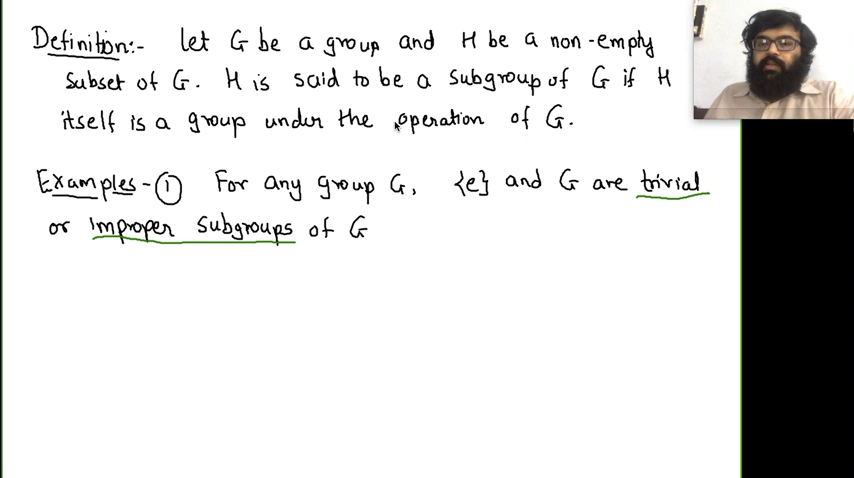 Definition:- let G be a group and H be a non-empty
subset of G. H is said to be a subgroup of G if H
itself is a group under the operation of G.
Examples - ① For any group G, {e} and G are trivial
or improper subgroups of G